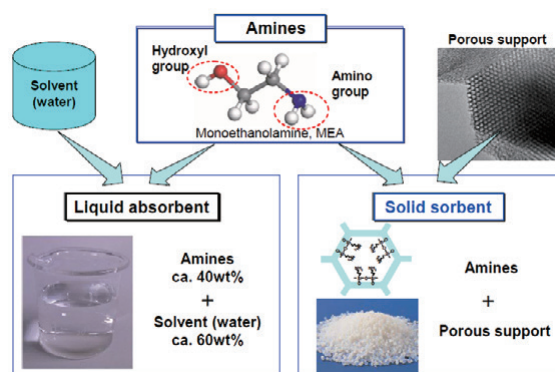 Amines
Hydroxyl
group
Amino
group
Monoethanolamine, MEA
Solvent
(water)
Porous support
Liquid absorbent
Amines
ca. 40wt%
+
Solvent (water)
ca. 60wt%
Solid sorbent
Amines
+
Porous support